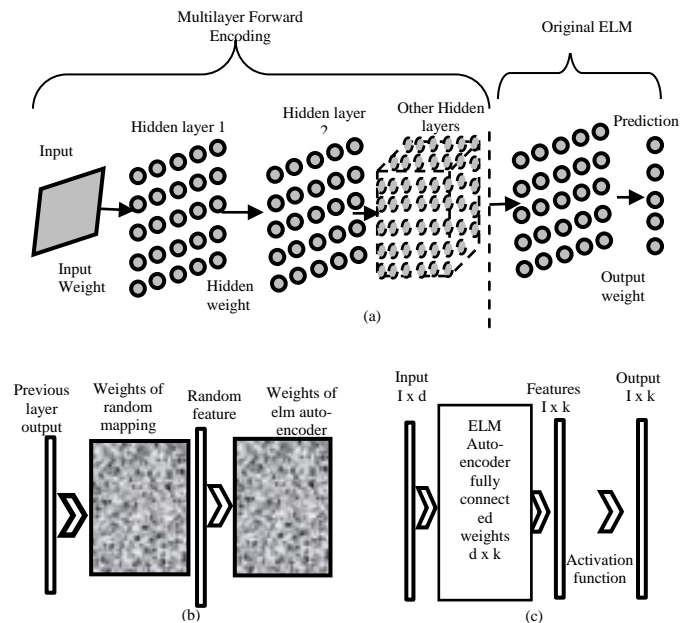 Multilayer Forward
Encoding
Original ELM
Hidden layer 1
Hidden layer
2
Other Hidden
layers
Prediction
Input
Input
Weight
Hidden
weight
Output
weight
(a)
Previous
layer
output
Weights of
random
mapping
Random
feature
Weights of
elm auto-
encoder
(b)
Input
I x d
ELM
Auto-
encoder
fully
connect
ed
weights
d x k
Features
I x k
Activation
function
Output
I x k
(c)